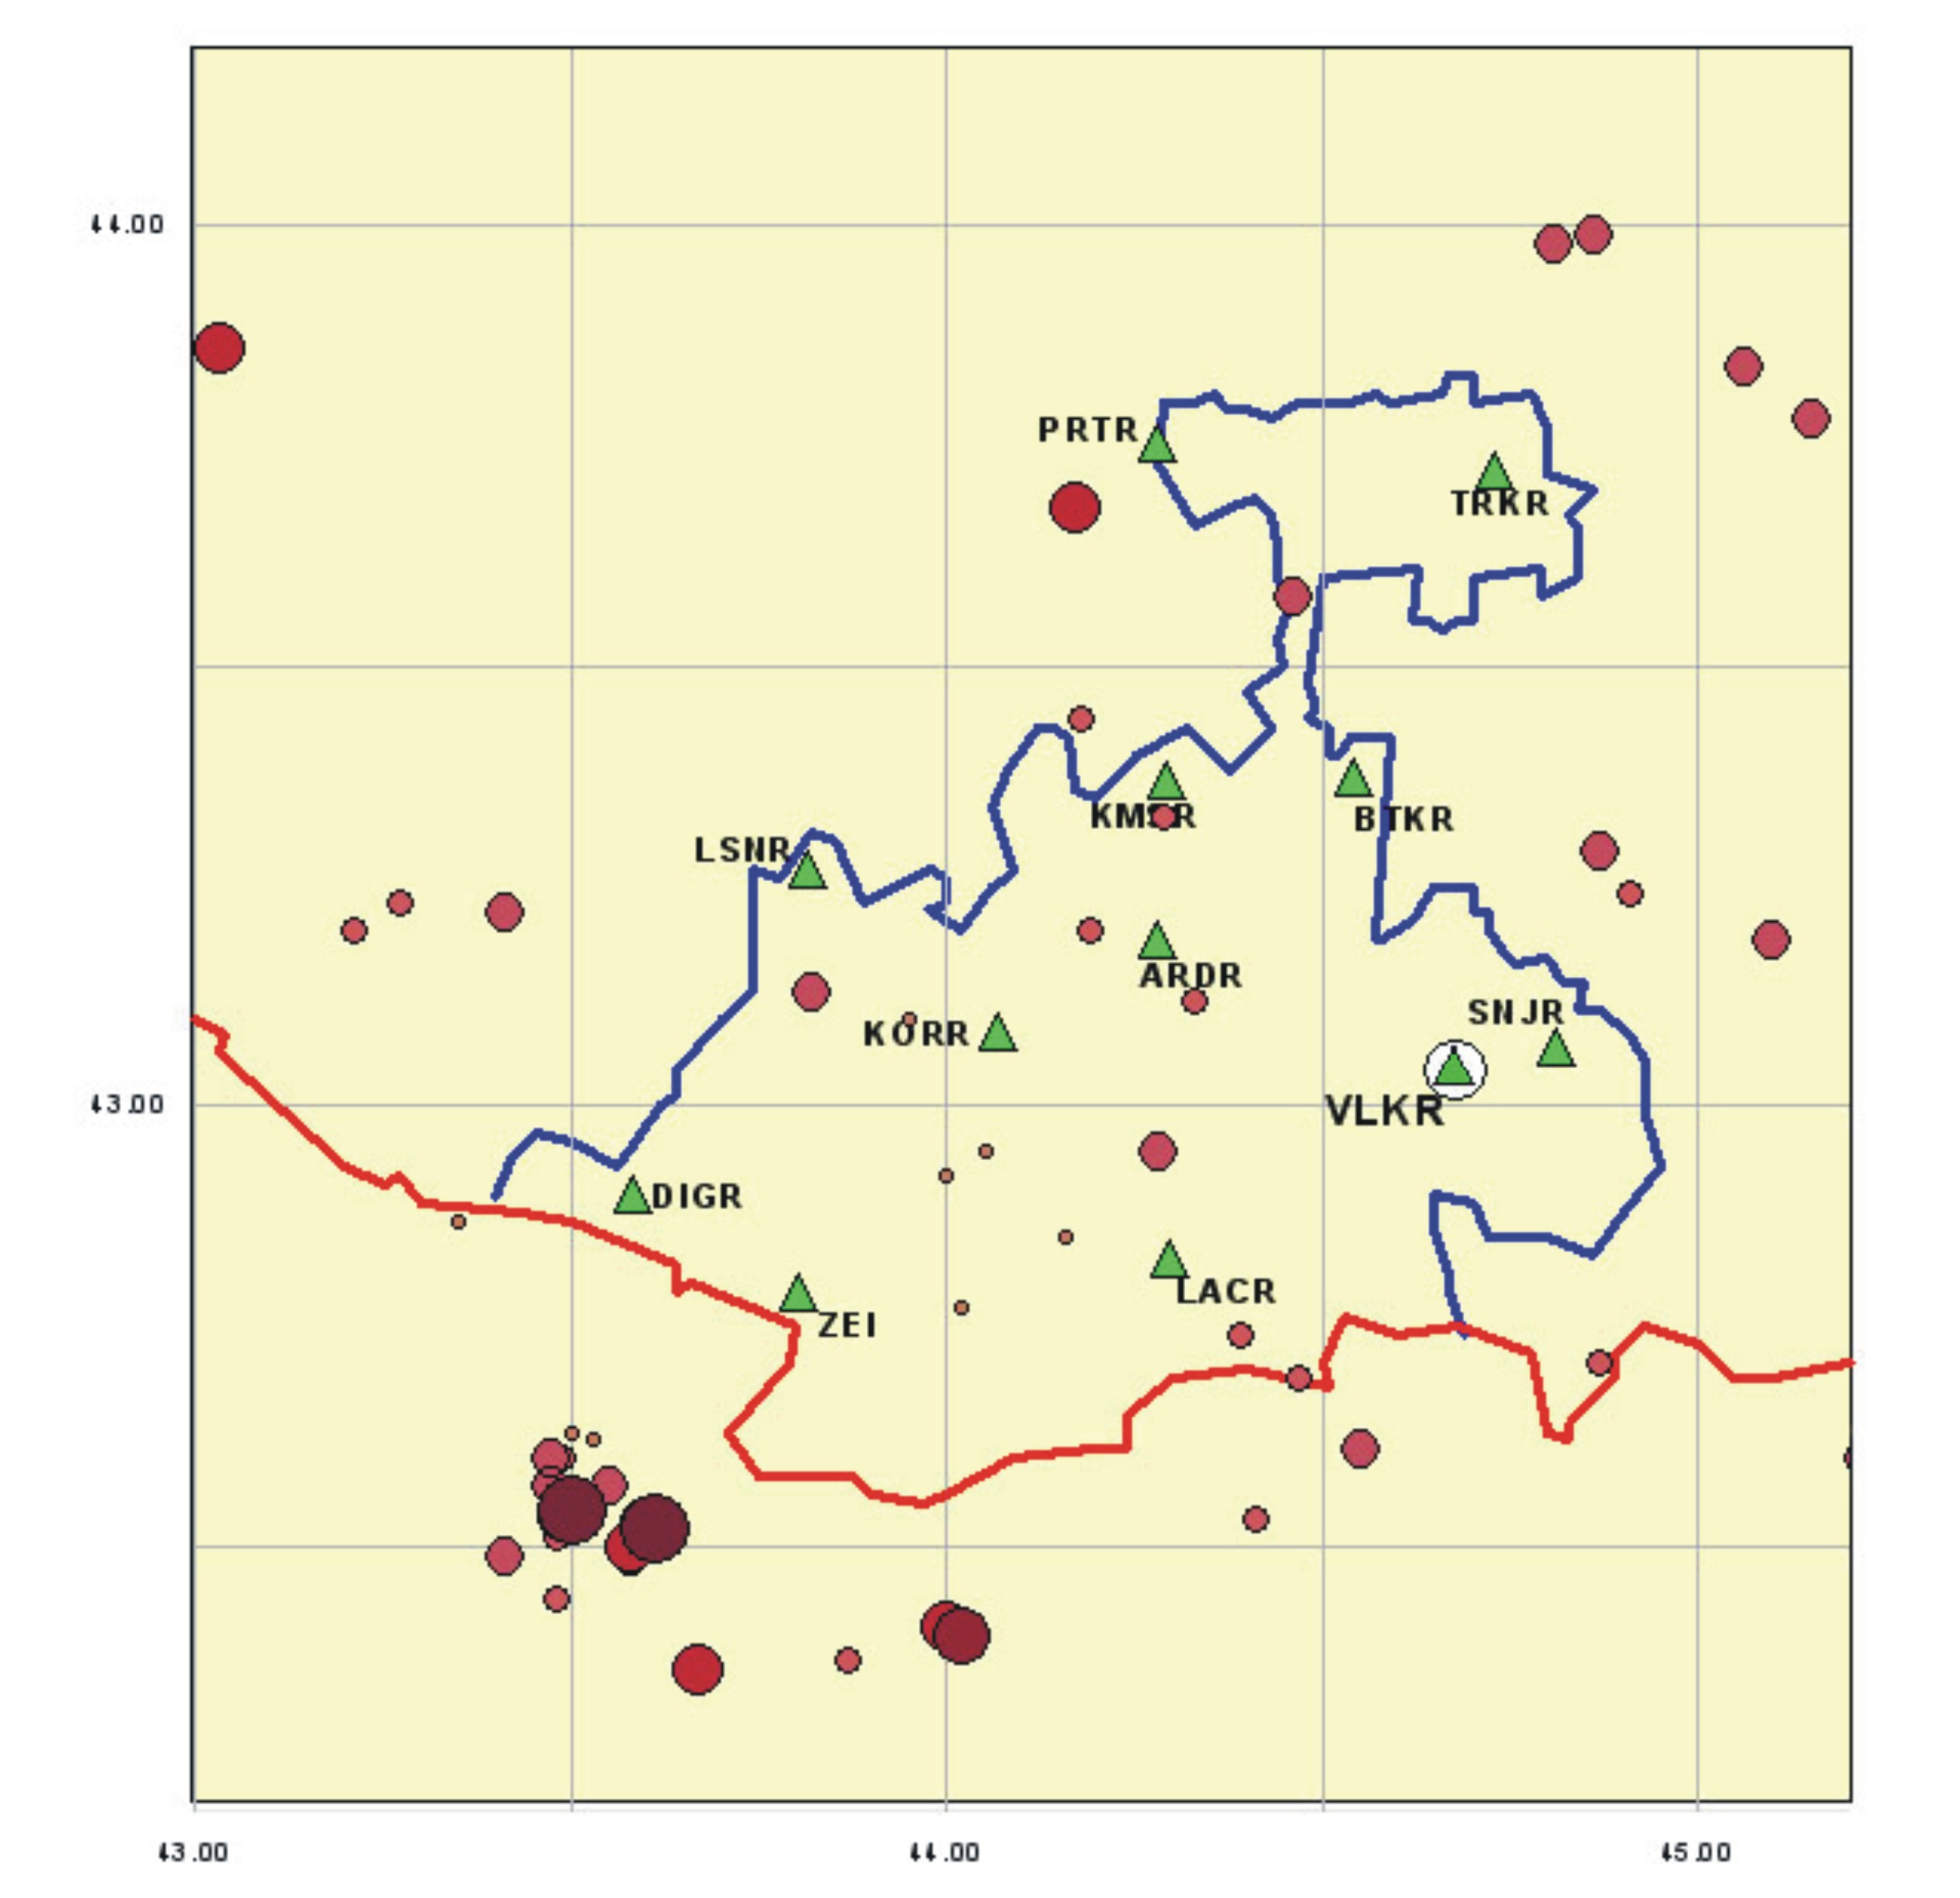 44.00
PRTR
TRKR
KMSR
BTKR
LSNR
ARDR
SNJR
KORR
43.00
VLKR
DIGR
LACR
ZEI
43.00
44.00
45.00